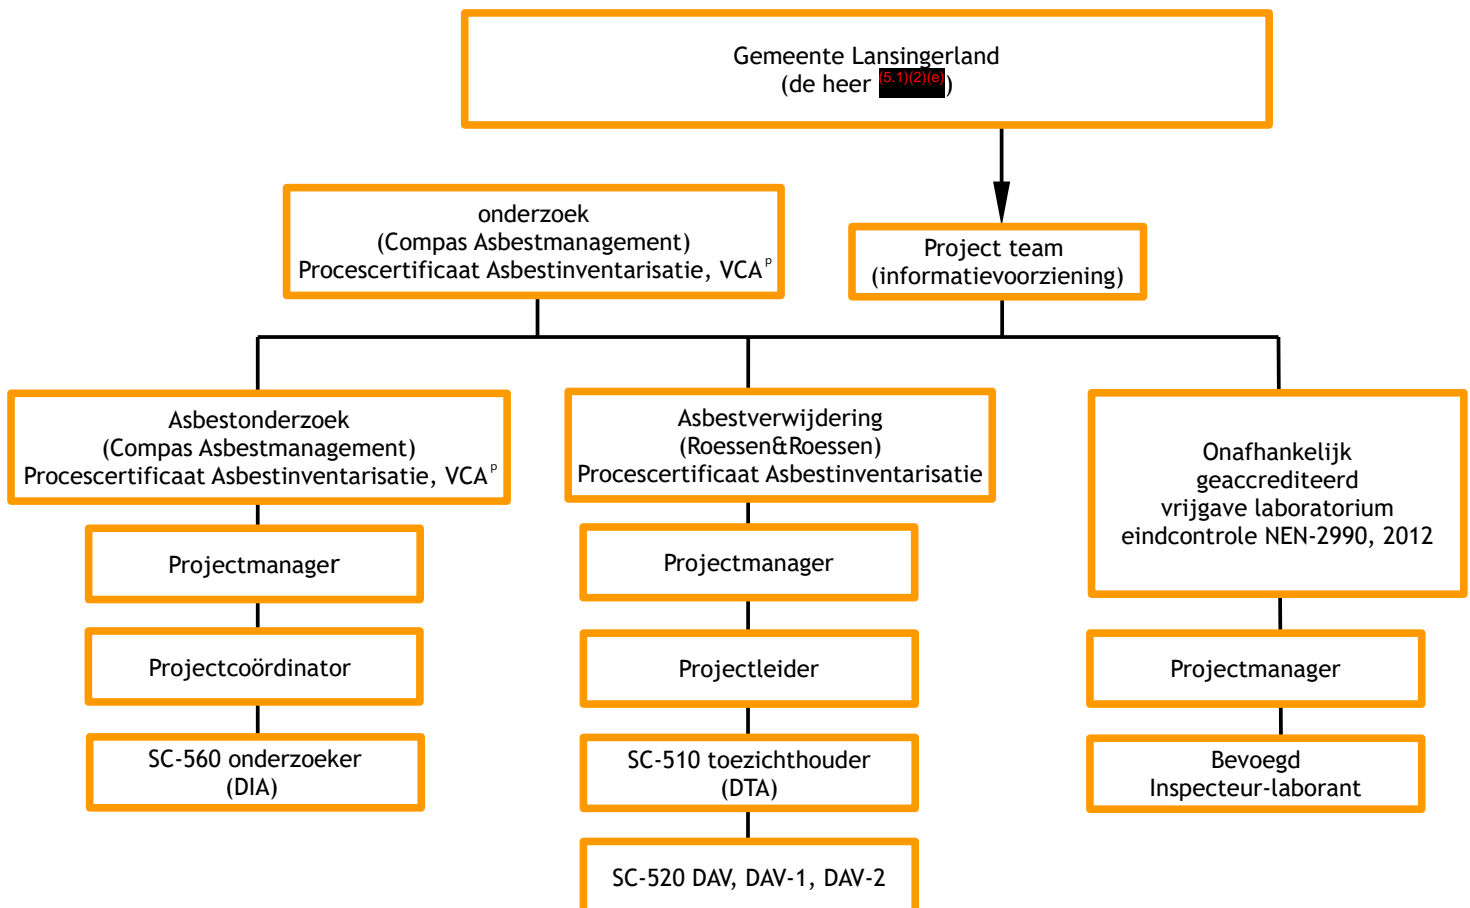 Gemeente Lansingerland
(de heer (5.1)(2)(e))
onderzoek
(Compas Asbestmanagement)
Procescertificaat Asbestinventarisatie, VCAᵖ
Project team
(informatievoorziening)
Asbestonderzoek
(Compas Asbestmanagement)
Procescertificaat Asbestinventarisatie, VCAᵖ
Projectmanager
Projectcoördinator
SC-560 onderzoeker
(DIA)
Asbestverwijdering
(Roessen&Roessen)
Procescertificaat Asbestinventarisatie
Projectmanager
Projectleider
SC-510 toezichthouder
(DTA)
SC-520 DAV, DAV-1, DAV-2
Onafhankelijk
geaccrediteerd
vrijgave laboratorium
eindcontrole NEN-2990, 2012
Projectmanager
Bevoegd
Inspecteur-laborant